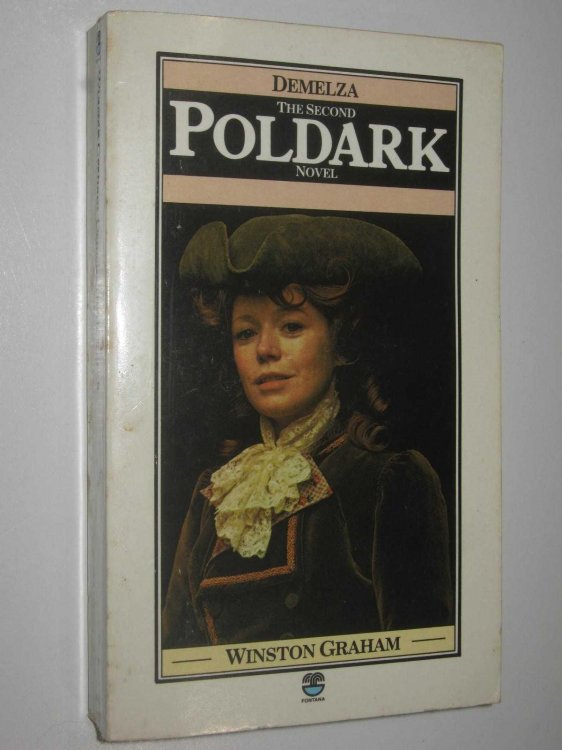 DEMELZA
THE SECOND
POLDARK
NOVEL
WINSTON GRAHAM
FONTANA